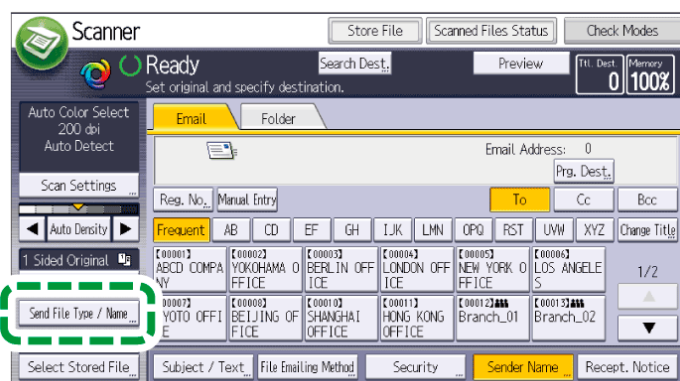 Scanner
Store File
Scanned Files Status
Check Modes
Ready
Search Dest.
Preview
Ttl. Dest.
0
Memory
100%
Set original and specify destination.
Auto Color Select
200 dpi
Auto Detect
Email
Folder
Email Address: 0
Prg. Dest.
Scan Settings
Reg. No.
Manual Entry
To
Cc
Bcc
Auto Density
Frequent
AB
CD
EF
GH
IJK
LMN
OPQ
RST
UVW
XYZ
Change Title
1 Sided Original
[00001]
ABCD COMPA
NY
[00002]
YOKOHAMA O
FFICE
[00003]
BERLIN OFF
ICE
[00004]
LONDON OFF
ICE
[00005]
NEW YORK O
FFICE
[00006]
LOS ANGELE
S
1/2
Send File Type / Name
00007]
YOTO OFFI
E
[00008]
BEIJING OF
FICE
[00010]
SHANGHAI
OFFICE
[00011]
HONG KONG
OFFICE
[00012]
Branch_01
[00013]
Branch_02
Select Stored File
Subject / Text
File Emailing Method
Security
Sender Name
Recept. Notice